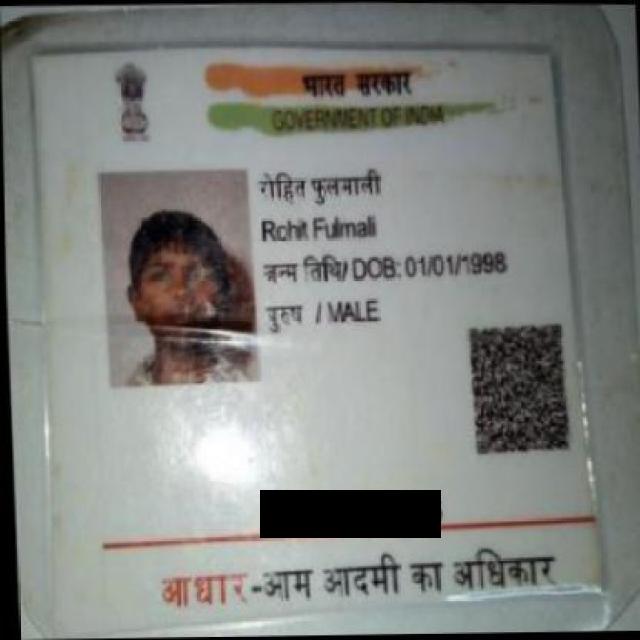 भारत सरकार
GOVERNMENT OF INDIA
रोहित फुलमाली
Rohit Fulmali
जन्म तिथि/ DOB: 01/01/1998
पुरुष / MALE
आधार-आम आदमी का अधिकार